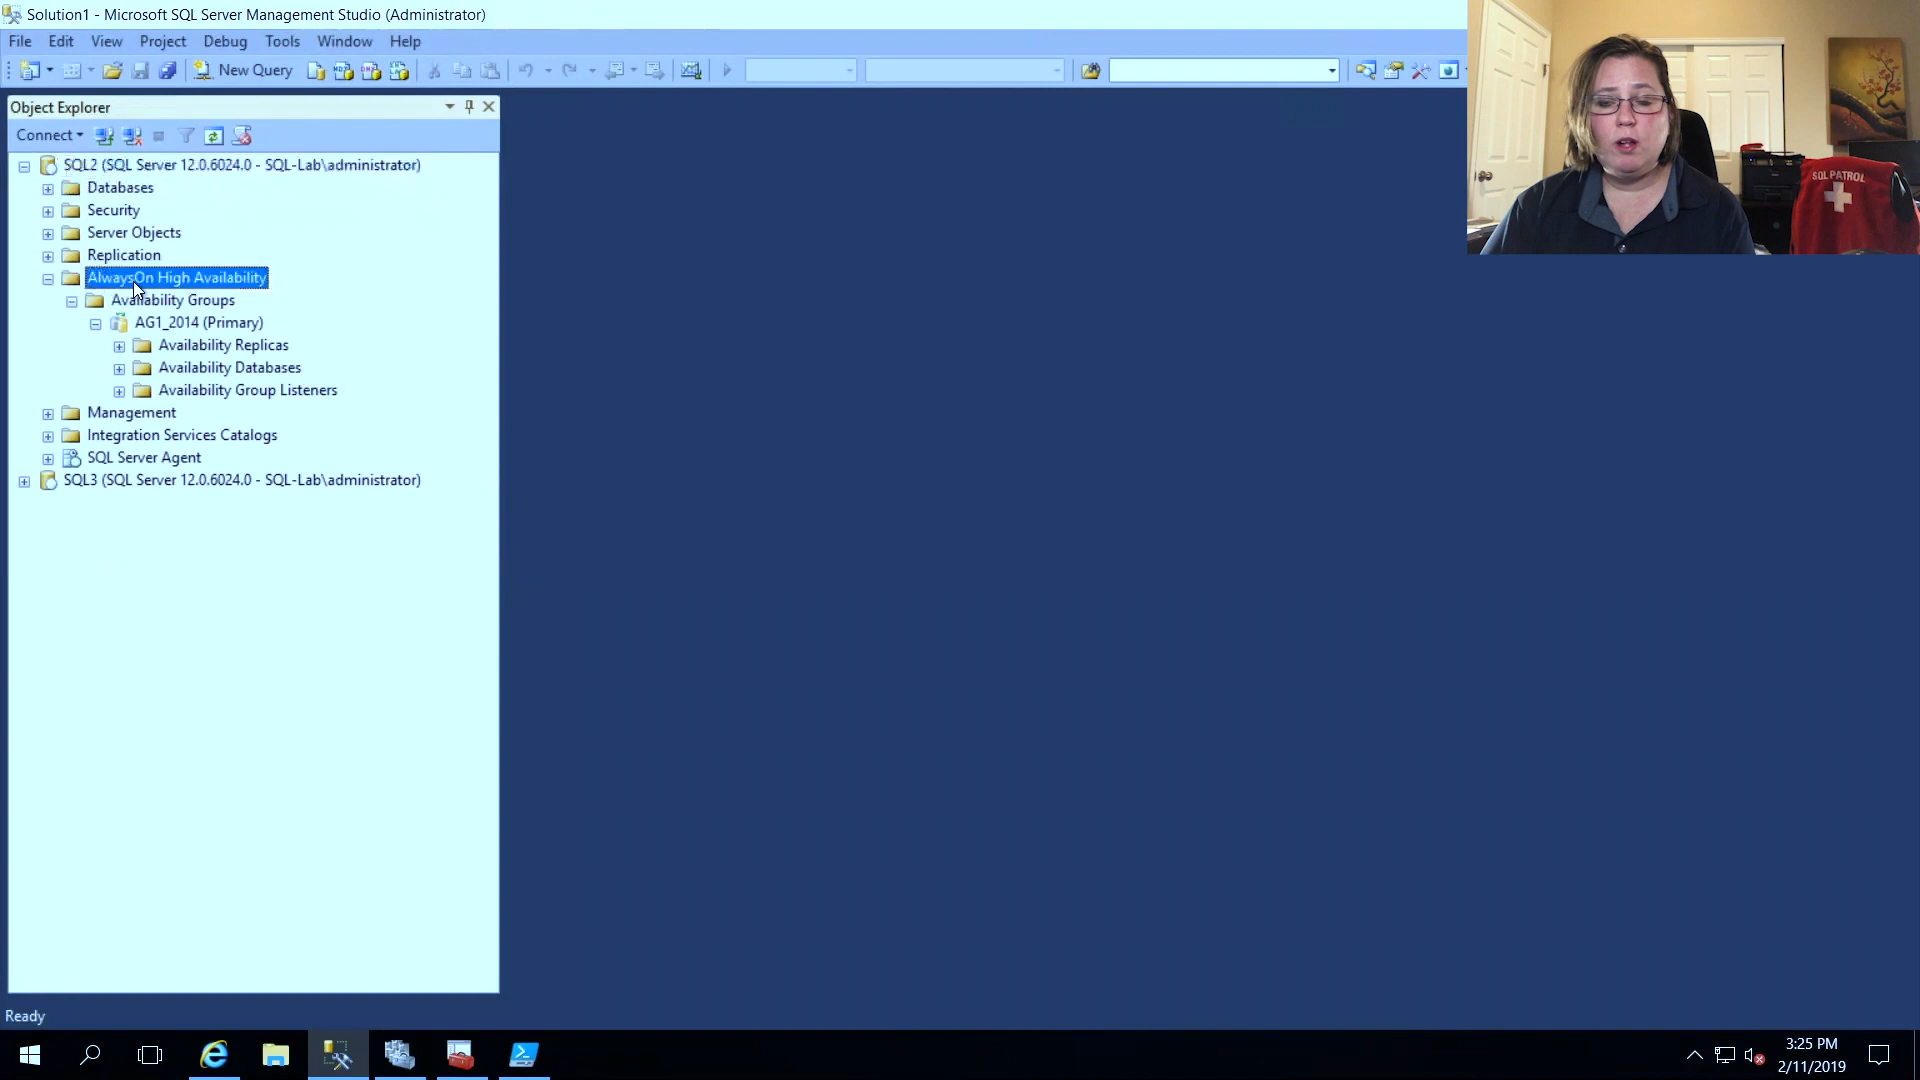 Solution1 - Microsoft SQL Server Management Studio (Administrator)
File Edit View Project Debug Tools Window Help
New Query
Object Explorer
Connect
SQL2 (SQL Server 12.0.6024.0 - SQL-Lab\administrator)
Databases
Security
Server Objects
Replication
AlwaysOn High Availability
Availability Groups
AG1_2014 (Primary)
Availability Replicas
Availability Databases
Availability Group Listeners
Management
Integration Services Catalogs
SQL Server Agent
SQL3 (SQL Server 12.0.6024.0 - SQL-Lab\administrator)
SQL PATROL
Ready
3:25 PM
2/11/2019